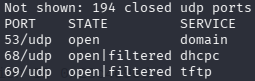 Not shown: 194 closed udp ports
PORT   STATE         SERVICE
53/udp open          domain
68/udp open|filtered dhcpc
69/udp open|filtered tftp